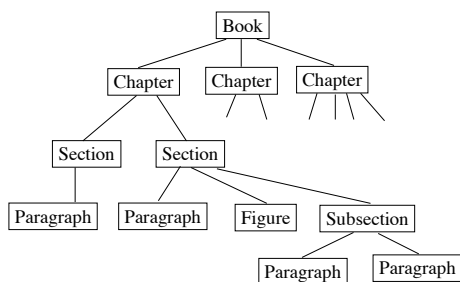 Book
Chapter Chapter Chapter
Section Section
Paragraph Paragraph Figure Subsection
Paragraph Paragraph